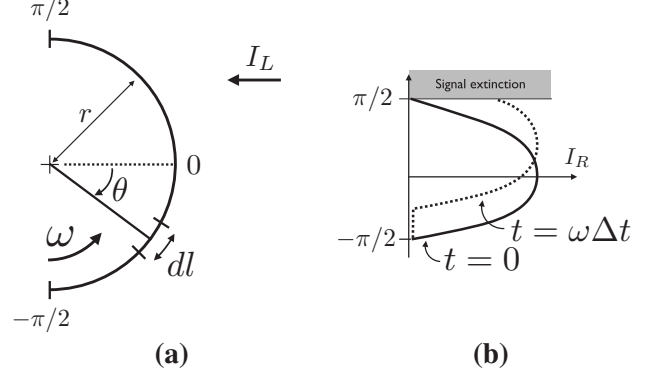 π/2
I_L
r
0
θ
ω
dl
−π/2
(a)
Signal extinction
π/2
I_R
−π/2
t = ωΔt
t = 0
(b)